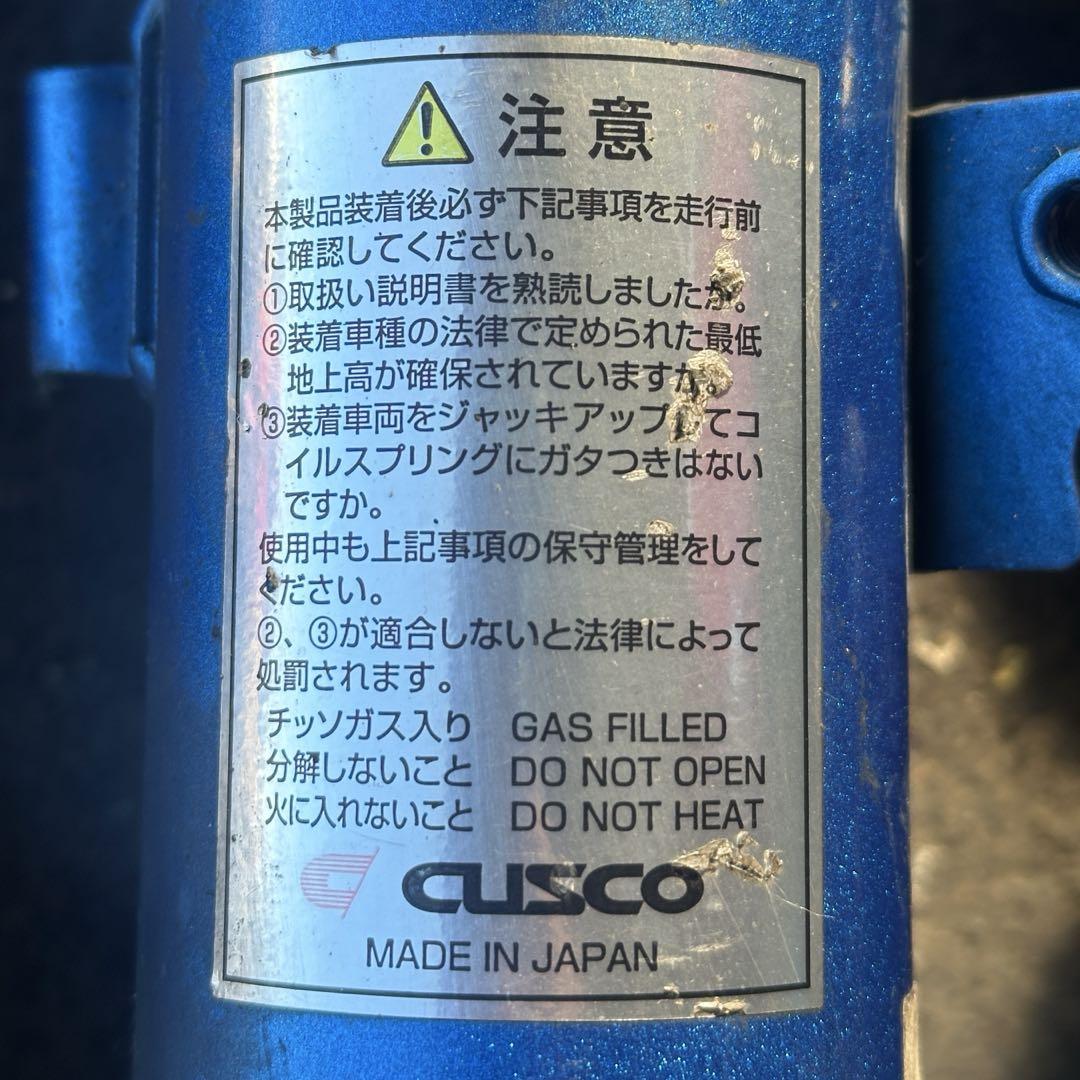 注意
本製品装着後必ず下記事項を走行前
に確認してください。
①取扱い説明書を熟読しましたか。
②装着車種の法律で定められた最低
地上高が確保されていますか。
③装着車両をジャッキアップしてコ
イルスプリングにガタつきはない
ですか。
使用中も上記事項の保守管理をして
ください。
②、③が適合しないと法律によって
処罰されます。
チッソガス入り GAS FILLED
分解しないこと DO NOT OPEN
火に入れないこと DO NOT HEAT
CUSCO
MADE IN JAPAN